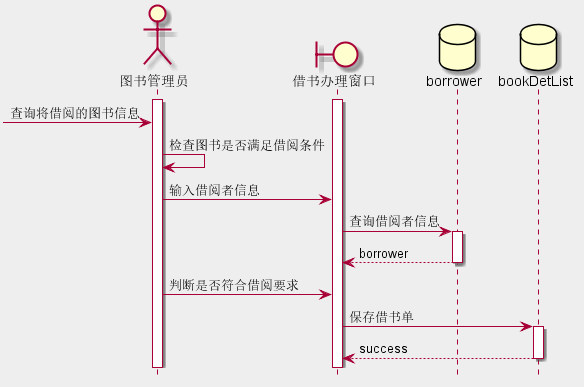 图书管理员
借书办理窗口
borrower
bookDetList
查询将借阅的图书信息
检查图书是否满足借阅条件
输入借阅者信息
查询借阅者信息
borrower
判断是否符合借阅要求
保存借书单
success